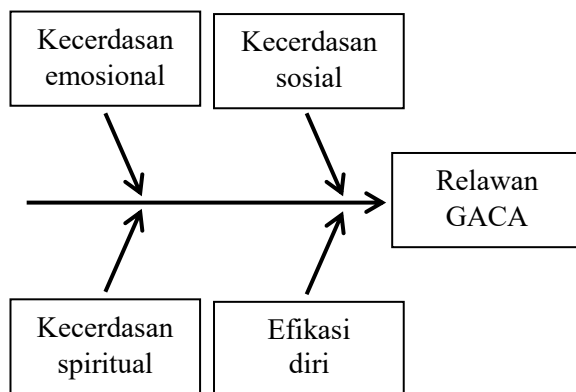 Kecerdasan
emosional
Kecerdasan
sosial
Relawan
GACA
Kecerdasan
spiritual
Efikasi
diri